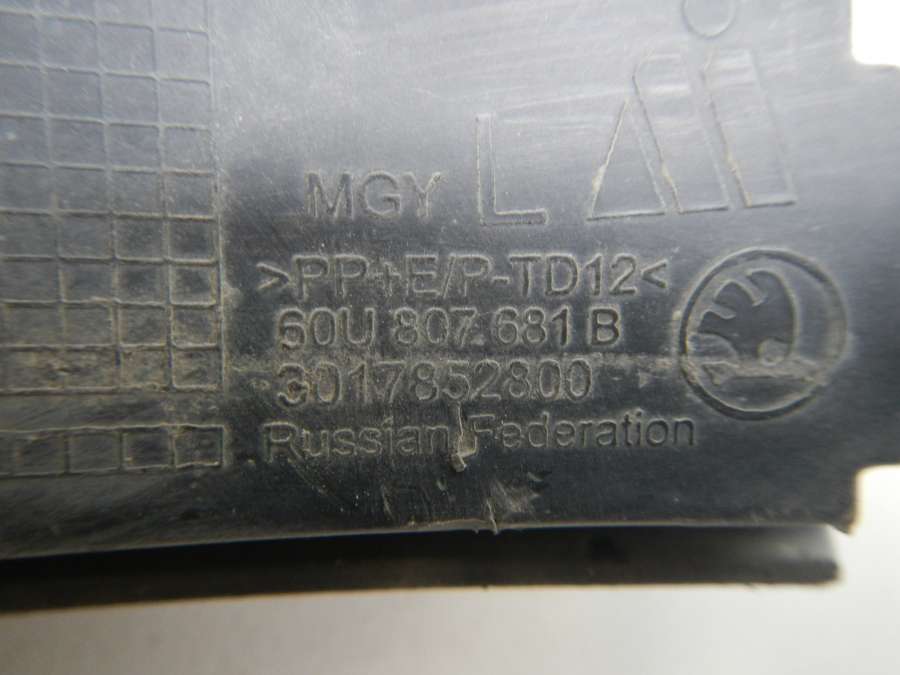 MGY L
>PP+E/P-TD12<
60U 807 681 B
3017852800
Russian Federation